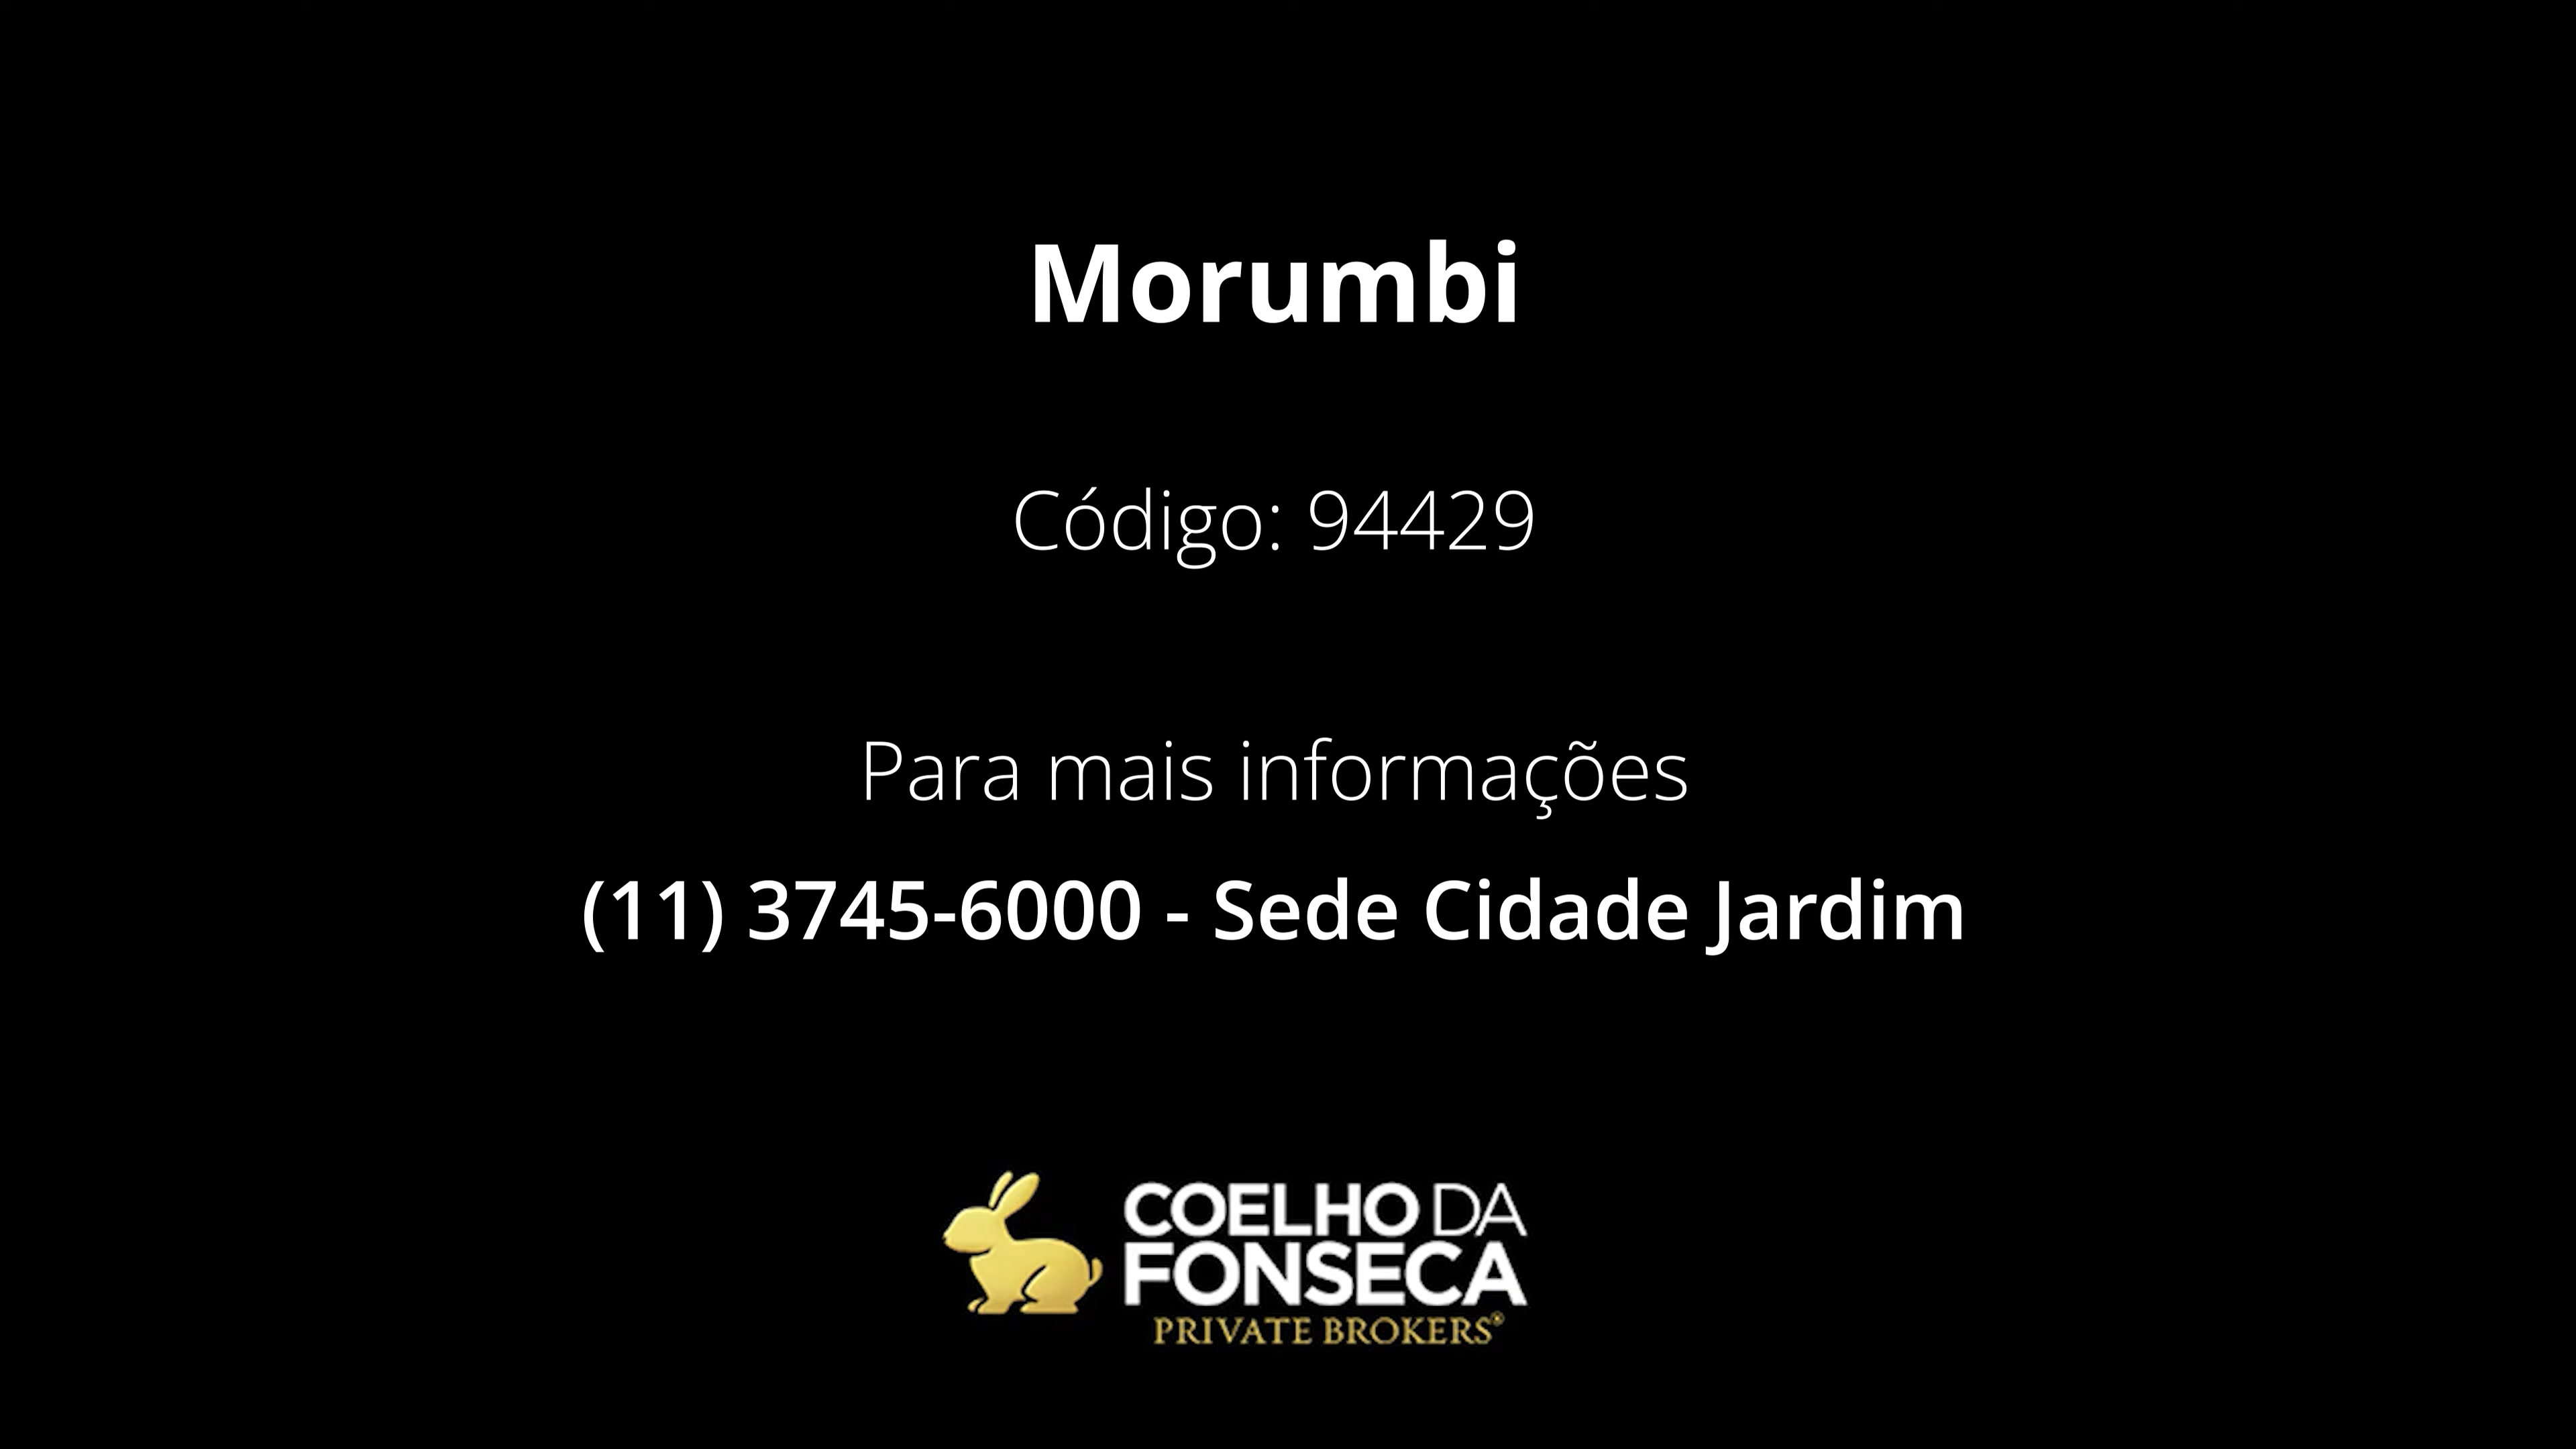 Morumbi
Código: 94429
Para mais informações
(11) 3745-6000 - Sede Cidade Jardim
COELHO DA
FONSECA
PRIVATE BROKERS®